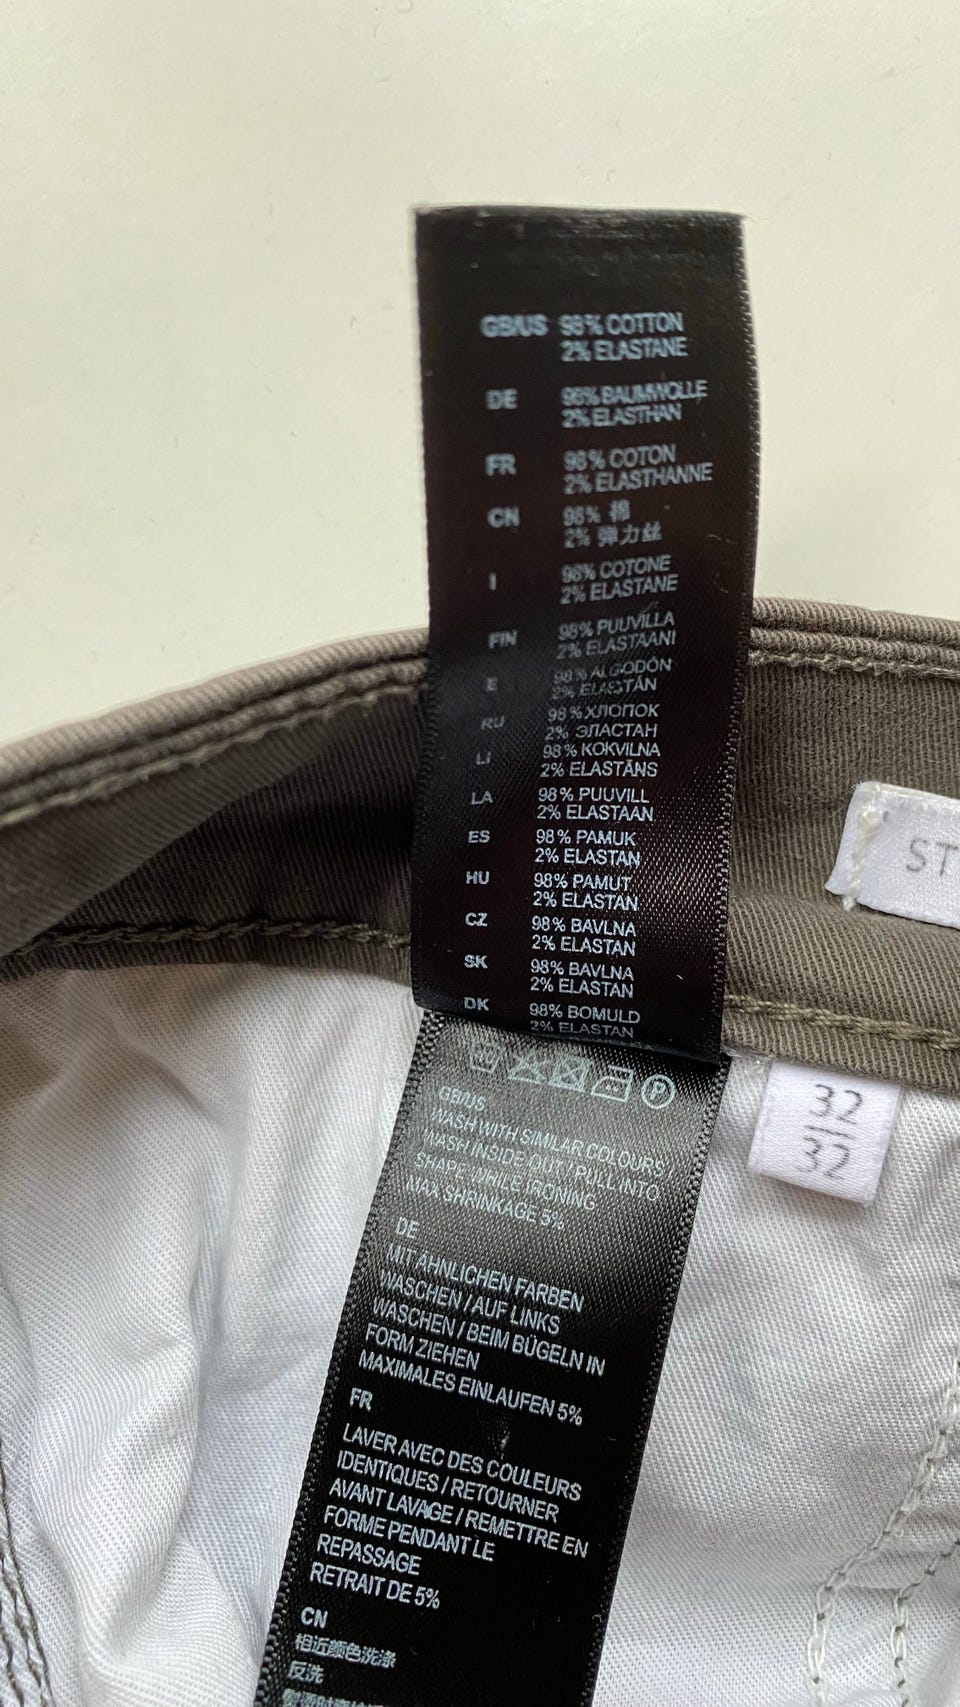 GB/US 98% COTTON
2% ELASTANE
DE 98% BAUMWOLLE
2% ELASTHAN
FR 98% COTON
2% ELASTHANNE
CN 98% 棉
2% 弹力丝
I 98% COTONE
2% ELASTANE
FIN 98% PUUVILLA
2% ELASTAANI
E 98% ALGODÓN
2% ELASTÁN
RU 98% ХЛОПОК
2% ЭЛАСТАН
LI 98% KOKVILNA
2% ELASTĀNS
LA 98% PUUVILL
2% ELASTAAN
ES 98% PAMUK
2% ELASTAN
HU 98% PAMUT
2% ELASTAN
CZ 98% BAVLNA
2% ELASTAN
SK 98% BAVLNA
2% ELASTAN
DK 98% BOMULD
2% ELASTAN
P
GB/US
WASH WITH SIMILAR COLOURS
WASH INSIDE OUT / PULL INTO
SHAPE WHILE IRONING
MAX SHRINKAGE 5%
DE
MIT ÄHNLICHEN FARBEN
WASCHEN / AUF LINKS
WASCHEN / BEIM BÜGELN IN
FORM ZIEHEN
MAXIMALES EINLAUFEN 5%
FR
LAVER AVEC DES COULEURS
IDENTIQUES / RETOURNER
AVANT LAVAGE / REMETTRE EN
FORME PENDANT LE
REPASSAGE
RETRAIT DE 5%
CN
相近颜色洗涤
反洗
ST
32
32